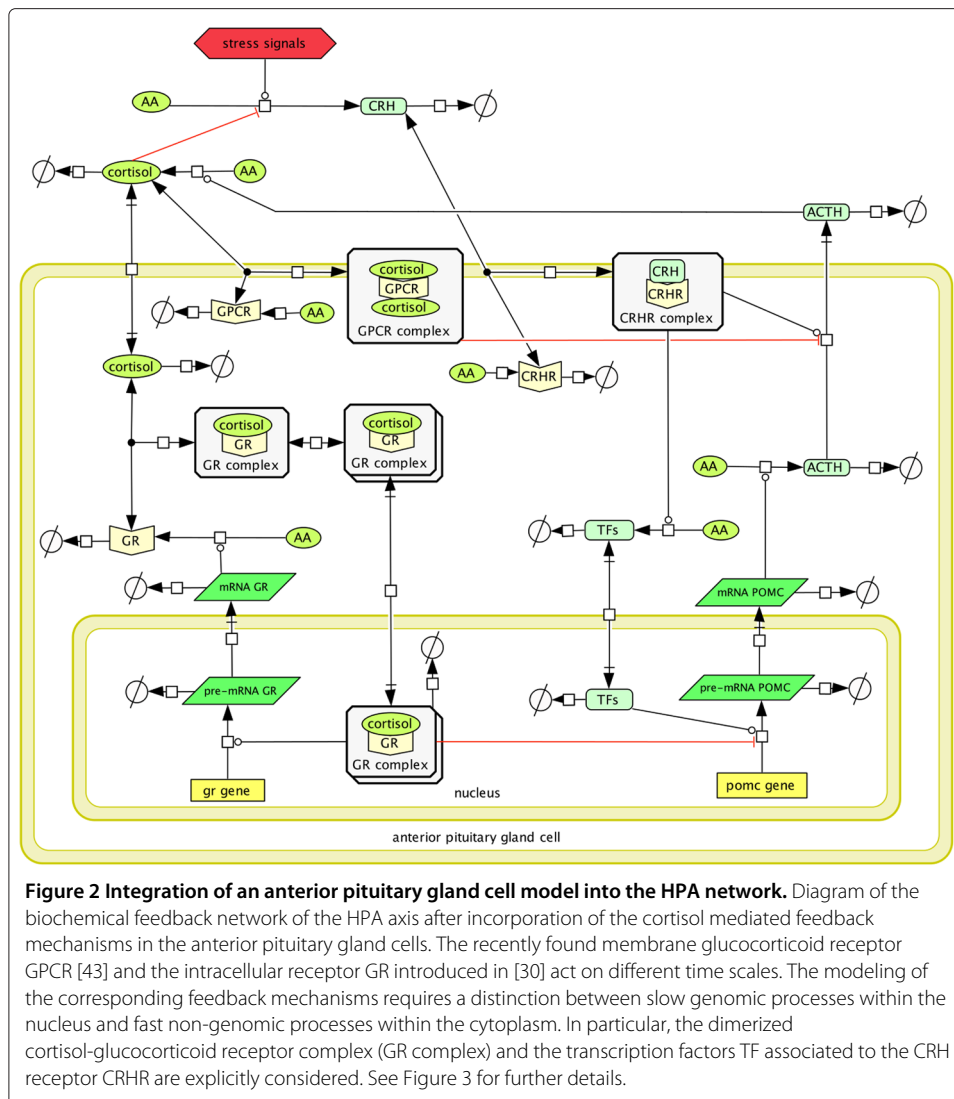 stress signals
AA
CRH
cortisol
AA
ACTH
cortisol
GPCR
cortisol
GPCR complex
CRH
CRHR
CRHR complex
GPCR
AA
cortisol
AA
CRHR
cortisol
GR
GR complex
cortisol
GR
GR complex
AA
ACTH
GR
AA
TFs
AA
mRNA GR
mRNA POMC
pre-mRNA GR
TFs
pre-mRNA POMC
cortisol
GR
GR complex
gr gene
nucleus
pomc gene
anterior pituitary gland cell
Figure 2 Integration of an anterior pituitary gland cell model into the HPA network. Diagram of the
biochemical feedback network of the HPA axis after incorporation of the cortisol mediated feedback
mechanisms in the anterior pituitary gland cells. The recently found membrane glucocorticoid receptor
GPCR [43] and the intracellular receptor GR introduced in [30] act on different time scales. The modeling of
the corresponding feedback mechanisms requires a distinction between slow genomic processes within the
nucleus and fast non-genomic processes within the cytoplasm. In particular, the dimerized
cortisol-glucocorticoid receptor complex (GR complex) and the transcription factors TF associated to the CRH
receptor CRHR are explicitly considered. See Figure 3 for further details.